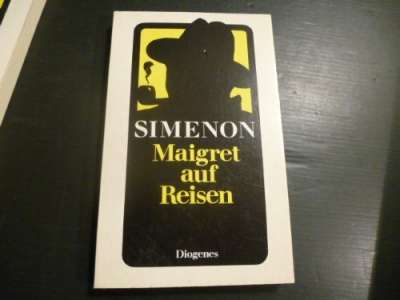 SIMENON
Maigret
auf
Reisen
Diogenes